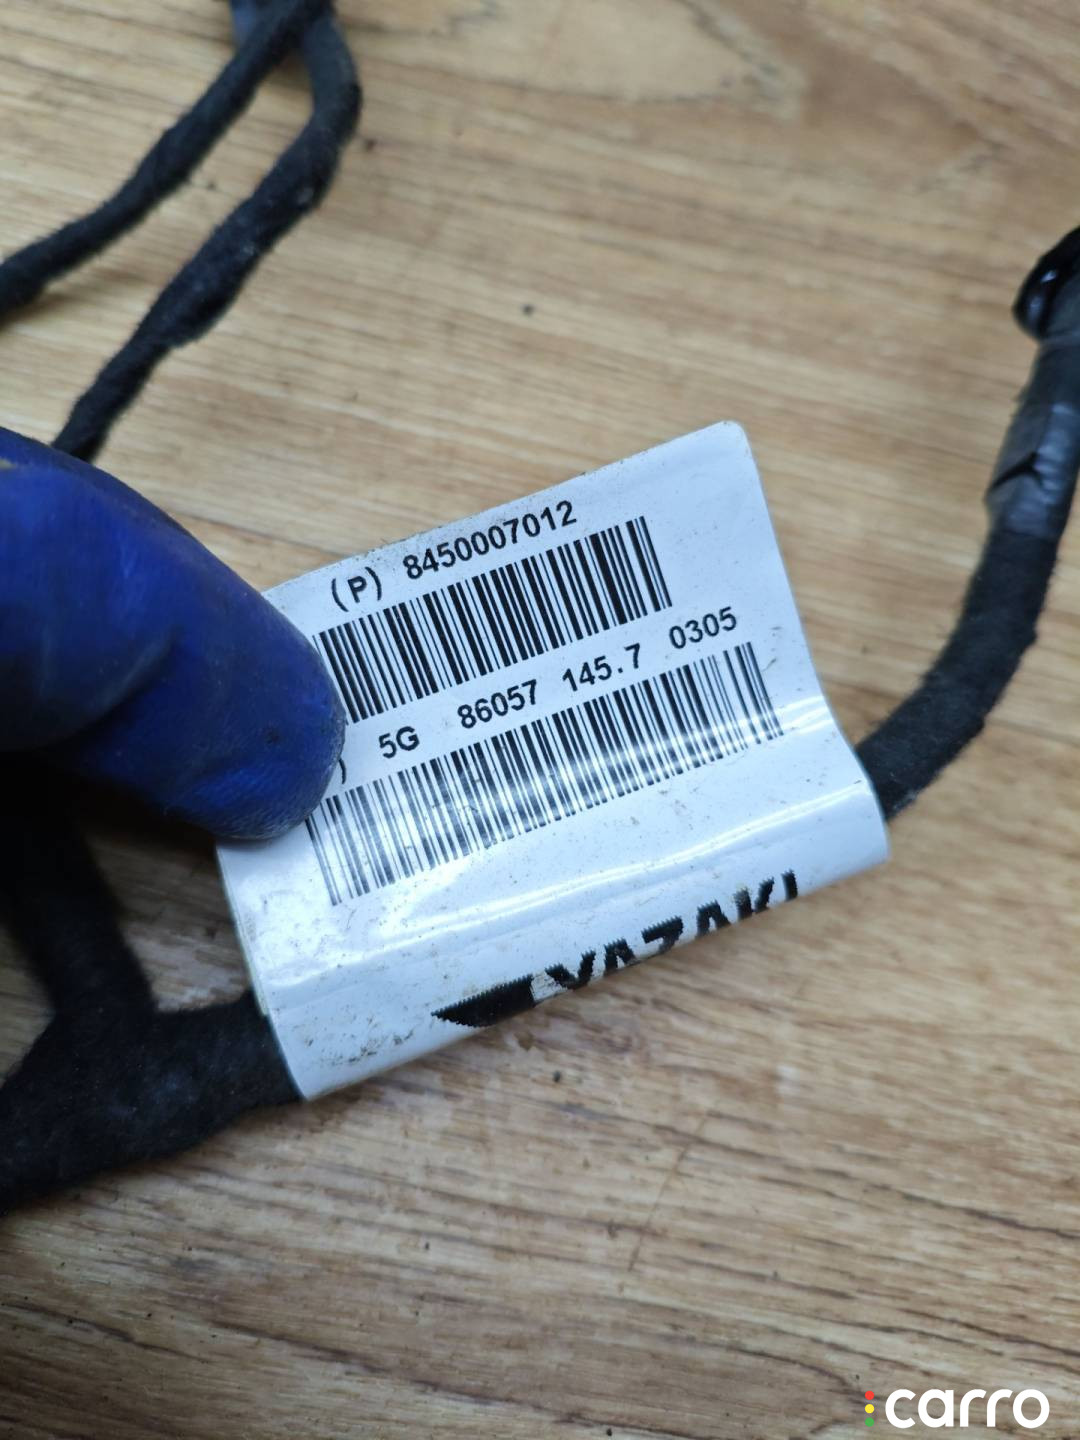 (P) 8450007012
) 5G 86057 145.7 0305
YAZAKI
carro